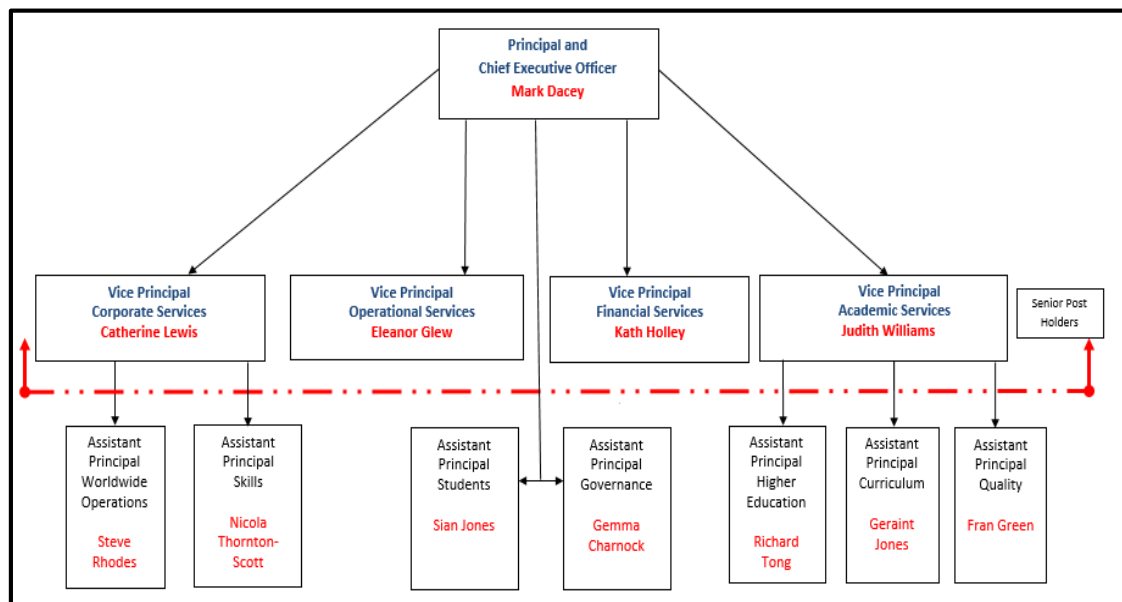 Principal and
Chief Executive Officer
Mark Dacey
Vice Principal
Corporate Services
Catherine Lewis
Vice Principal
Operational Services
Eleanor Glew
Vice Principal
Financial Services
Kath Holley
Vice Principal
Academic Services
Judith Williams
Senior Post
Holders
Assistant
Principal
Worldwide
Operations
Steve
Rhodes
Assistant
Principal
Skills
Nicola
Thornton-
Scott
Assistant
Principal
Students
Sian Jones
Assistant
Principal
Governance
Gemma
Charnock
Assistant
Principal
Higher
Education
Richard
Tong
Assistant
Principal
Curriculum
Geraint
Jones
Assistant
Principal
Quality
Fran Green